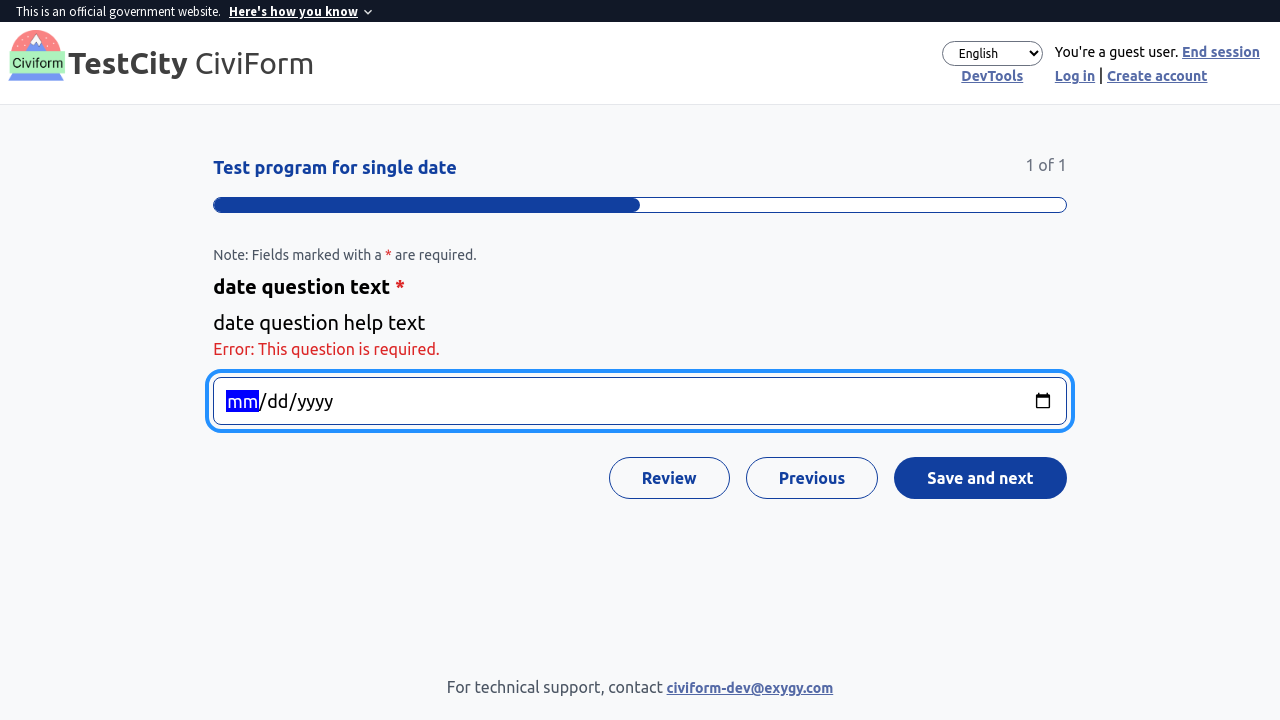 This is an official government website. Here's how you know
Civiform
TestCity CiviForm
English
You're a guest user. End session
DevTools
Log in | Create account
Test program for single date
1 of 1
Note: Fields marked with a * are required.
date question text *
date question help text
Error: This question is required.
mm/dd/yyyy
Review
Previous
Save and next
For technical support, contact civiform-dev@exygy.com